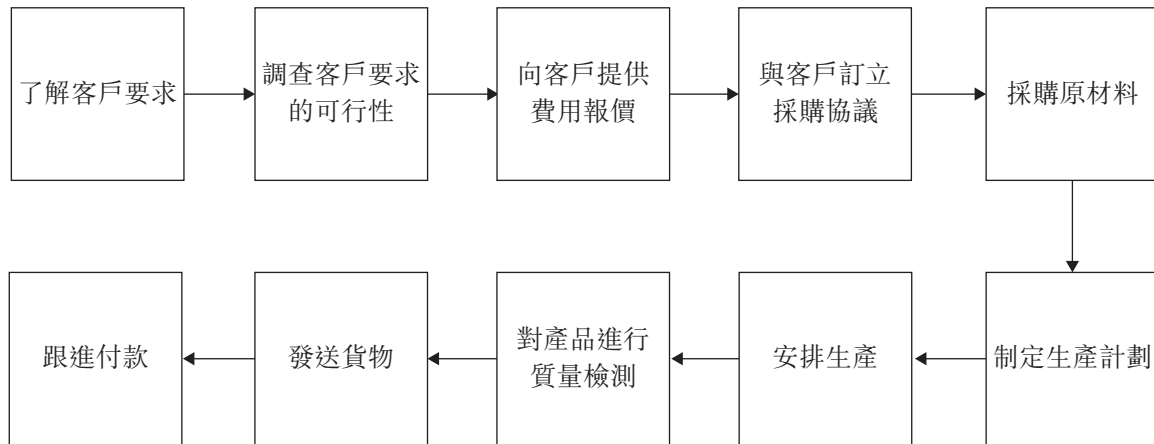 了解客戶要求
調查客戶要求
的可行性
向客戶提供
費用報價
與客戶訂立
採購協議
採購原材料
制定生產計劃
安排生產
對產品進行
質量檢測
發送貨物
跟進付款